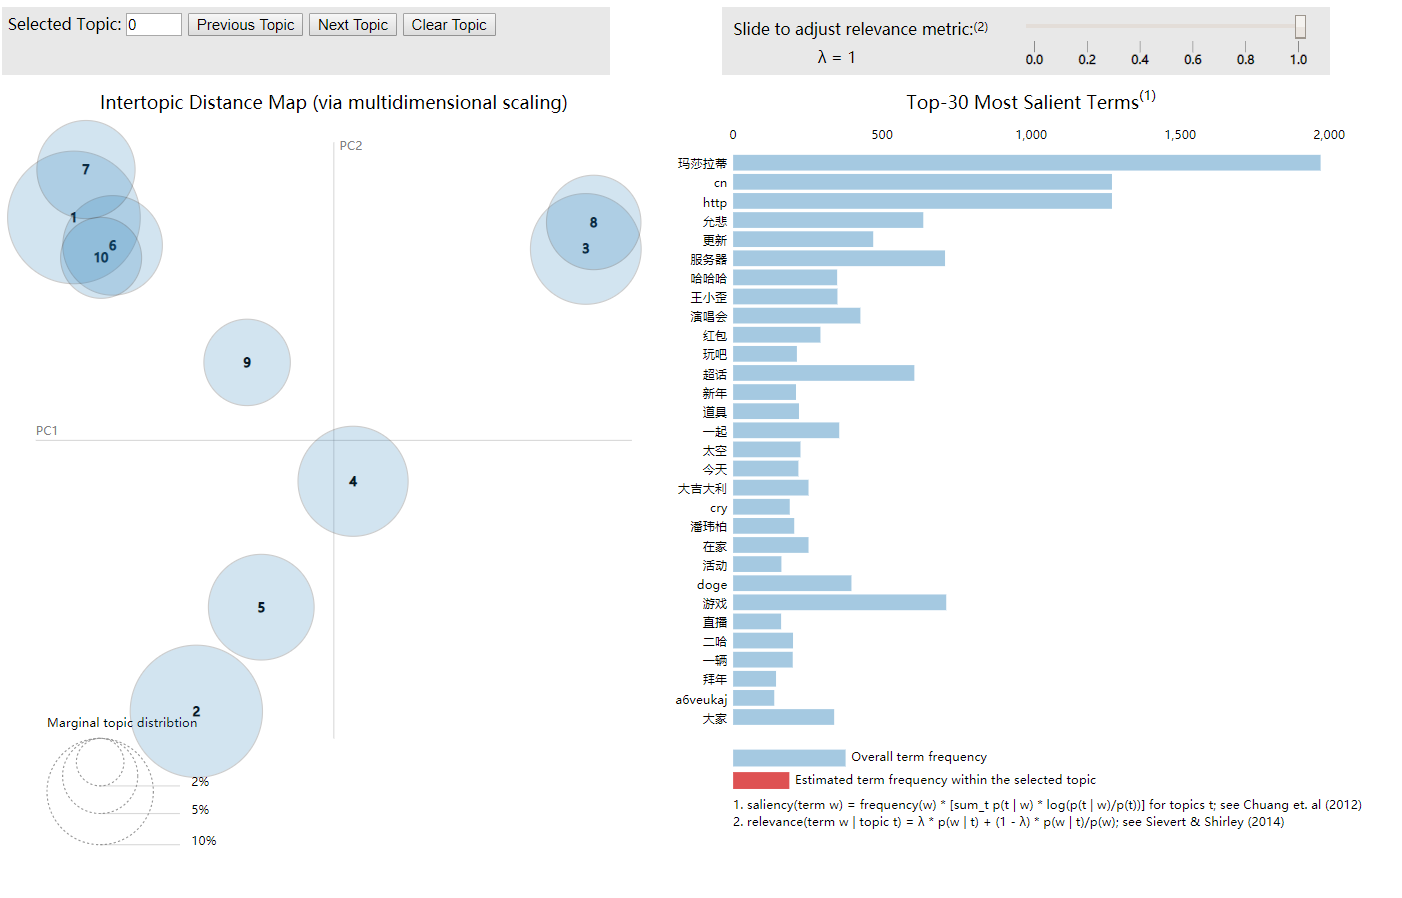 Selected Topic: 0 Previous Topic Next Topic Clear Topic
Slide to adjust relevance metric:(2)
λ = 1
0.0 0.2 0.4 0.6 0.8 1.0
Intertopic Distance Map (via multidimensional scaling)
PC2
PC1
7
1
6
10
8
3
9
4
5
2
Marginal topic distribtion
2%
5%
10%
Top-30 Most Salient Terms(1)
0 500 1,000 1,500 2,000
玛莎拉蒂
cn
http
允悲
更新
服务器
哈哈哈
王小歪
演唱会
红包
玩吧
超话
新年
道具
一起
太空
今天
大吉大利
cry
潘玮柏
在家
活动
doge
游戏
直播
二哈
一辆
拜年
a6veukaj
大家
Overall term frequency
Estimated term frequency within the selected topic
1. saliency(term w) = frequency(w) * [sum_t p(t | w) * log(p(t | w)/p(t))] for topics t; see Chuang et. al (2012)
2. relevance(term w | topic t) = λ * p(w | t) + (1 - λ) * p(w | t)/p(w); see Sievert & Shirley (2014)